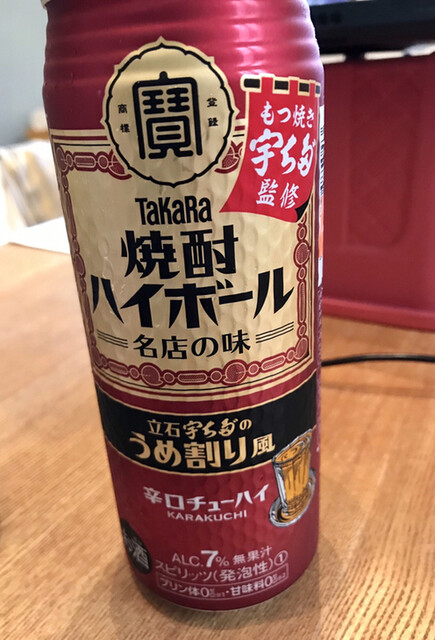 登録
商標
寶
もつ焼き
宇ち多゛
監修
TaKaRa
焼酎
ハイボール
名店の味
立石宇ち多゛の
うめ割り風
辛口チューハイ
KARAKUCHI
酒
ALC.7% 無果汁
スピリッツ(発泡性)①
プリン体0 ・甘味料0